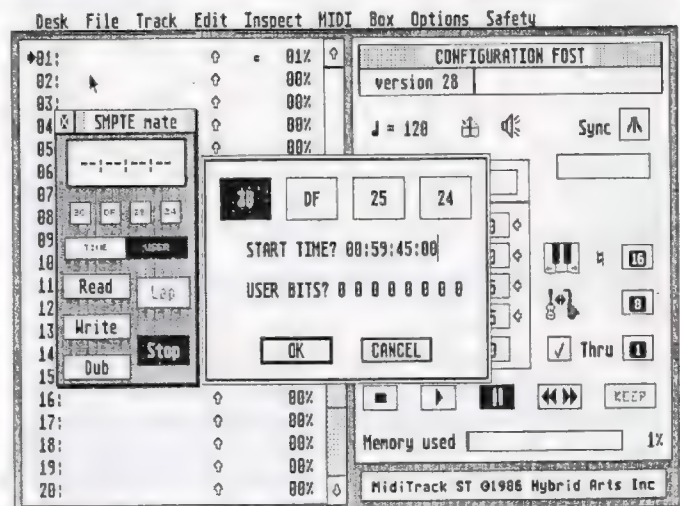 Desk File Track Edit Inspect MIDI Box Options Safety
01: 01%
02: 00%
03: 00%
04 00%
05 00%
06
07
08
09
10
11
12
13
14
15
16: 00%
17: 00%
18: 00%
19: 00%
20: 00%
SMPTE mate
--:--:--:--
30 DF 25 24
TIME USER
Read Lap
Write
Stop
Dub
30 DF 25 24
START TIME? 00:59:45:00
USER BITS? 0 0 0 0 0 0 0 0
OK CANCEL
CONFIGURATION FOST
version 28
= 120 Sync
16
8
Thru 1
KEEP
Memory used 1%
MidiTrack ST ©1986 Hybrid Arts Inc